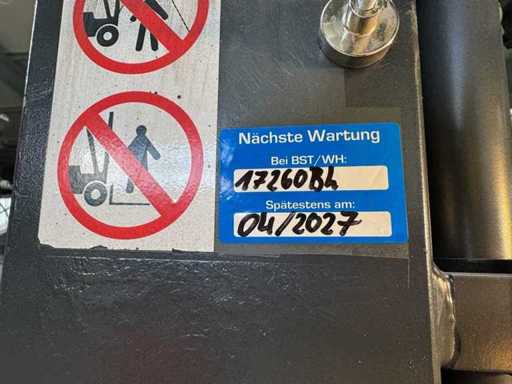 Nächste Wartung
Bei BST/WH:
17260Bh
Spätestens am:
04/2027